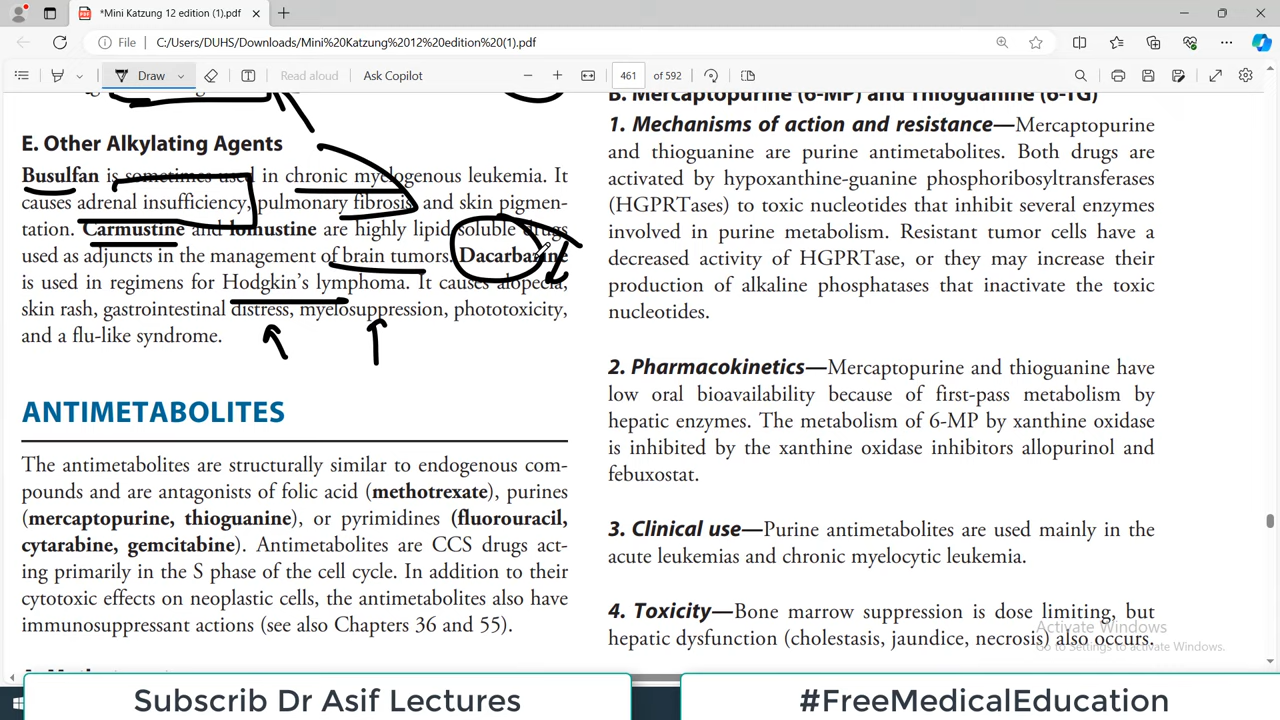 *Mini Katzung 12 edition (1).pdf
File
C:/Users/DUHS/Downloads/Mini%20Katzung%2012%20edition%20(1).pdf
Draw
Read aloud
Ask Copilot
461
of 592
E. Other Alkylating Agents
Busulfan is sometimes used in chronic myelogenous leukemia. It
causes adrenal insufficiency, pulmonary fibrosis, and skin pigmen-
tation. Carmustine and lomustine are highly lipid soluble drugs
used as adjuncts in the management of brain tumors. Dacarbazine
is used in regimens for Hodgkin's lymphoma. It causes alopecia,
skin rash, gastrointestinal distress, myelosuppression, phototoxicity,
and a flu-like syndrome.
ANTIMETABOLITES
The antimetabolites are structurally similar to endogenous com-
pounds and are antagonists of folic acid (methotrexate), purines
(mercaptopurine, thioguanine), or pyrimidines (fluorouracil,
cytarabine, gemcitabine). Antimetabolites are CCS drugs act-
ing primarily in the S phase of the cell cycle. In addition to their
cytotoxic effects on neoplastic cells, the antimetabolites also have
immunosuppressant actions (see also Chapters 36 and 55).
B. Mercaptopurine (6-MP) and Thioguanine (6-TG)
1. Mechanisms of action and resistance—Mercaptopurine
and thioguanine are purine antimetabolites. Both drugs are
activated by hypoxanthine-guanine phosphoribosyltransferases
(HGPRTases) to toxic nucleotides that inhibit several enzymes
involved in purine metabolism. Resistant tumor cells have a
decreased activity of HGPRTase, or they may increase their
production of alkaline phosphatases that inactivate the toxic
nucleotides.
2. Pharmacokinetics—Mercaptopurine and thioguanine have
low oral bioavailability because of first-pass metabolism by
hepatic enzymes. The metabolism of 6-MP by xanthine oxidase
is inhibited by the xanthine oxidase inhibitors allopurinol and
febuxostat.
3. Clinical use—Purine antimetabolites are used mainly in the
acute leukemias and chronic myelocytic leukemia.
4. Toxicity—Bone marrow suppression is dose limiting, but
hepatic dysfunction (cholestasis, jaundice, necrosis) also occurs.
Activate Windows
Go to Settings to activate Windows.
Subscrib Dr Asif Lectures
#FreeMedicalEducation